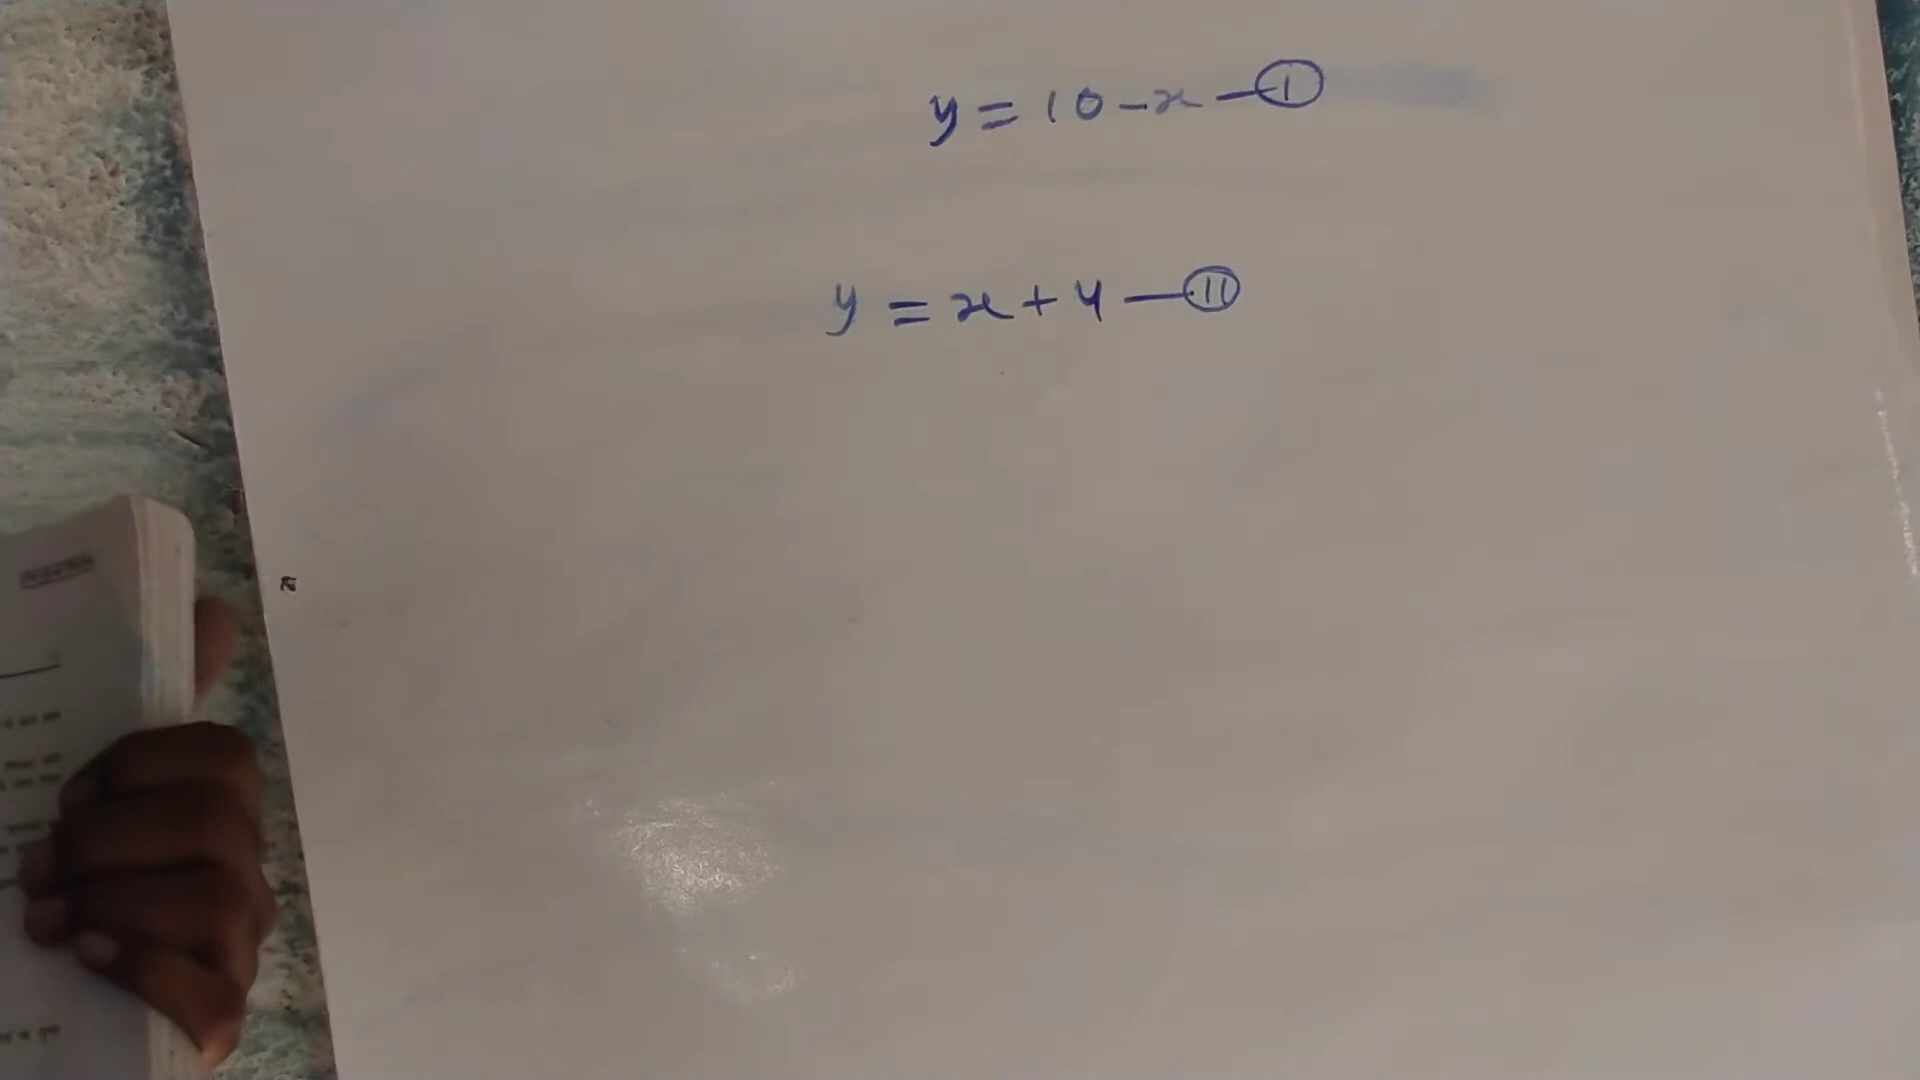 y = 10 - x — (I)
y = x + 4 — (II)